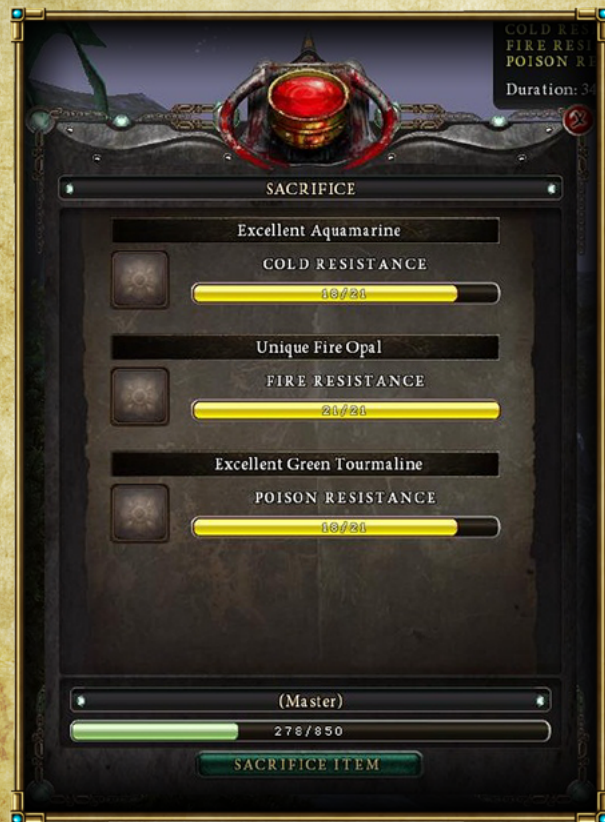 COLD RES
FIRE RESI
POISON RE
Duration: 34
SACRIFICE
Excellent Aquamarine
COLD RESISTANCE
18/21
Unique Fire Opal
FIRE RESISTANCE
21/21
Excellent Green Tourmaline
POISON RESISTANCE
18/21
(Master)
278/850
SACRIFICE ITEM